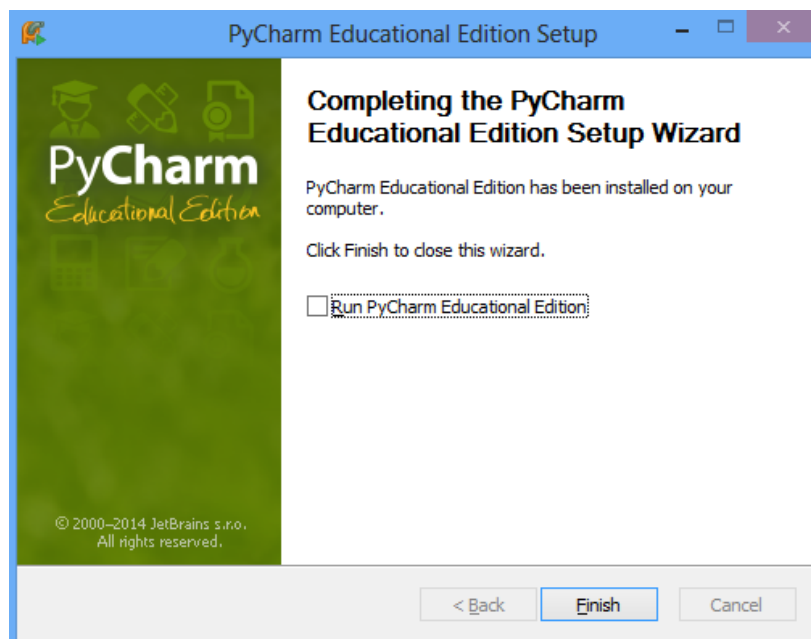 PyCharm Educational Edition Setup
PyCharm
Educational Edition
Completing the PyCharm
Educational Edition Setup Wizard
PyCharm Educational Edition has been installed on your
computer.
Click Finish to close this wizard.
Run PyCharm Educational Edition
© 2000–2014 JetBrains s.r.o.
All rights reserved.
< Back
Finish
Cancel